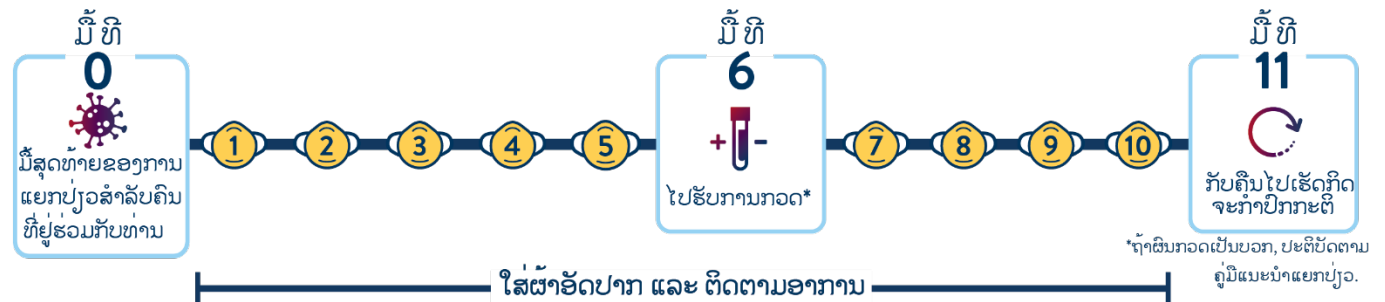 ມື້ ທີ
0
ມື້ສຸດທ້າຍຂອງການ
ແຍກປ່ຽວສຳລັບຄົນ
ທີ່ຢູ່ຮ່ວມກັບທ່ານ
1
2
3
4
5
ມື້ ທີ
6
+ -
ໄປຮັບການກວດ*
7
8
9
10
ມື້ ທີ
11
ກັບຄືນໄປເຮັດກິດ
ຈະກຳປົກກະຕິ
*ຖ້າຜົນກວດເປັນບວກ, ປະຕິບັດຕາມ
ຄູ່ມືແນະນຳແຍກປ່ຽວ.
ໃສ່ຜ້າອັດປາກ ແລະ ຕິດຕາມອາການ